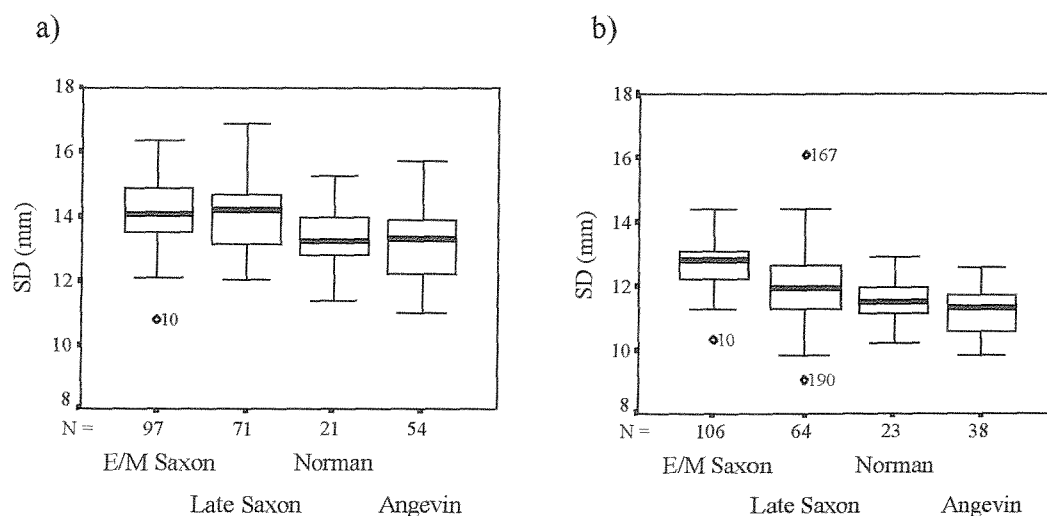 a)
18
16
14
12
10
8
SD (mm)
10
N = 97 71 21 54
E/M Saxon Norman
Late Saxon Angevin
b)
18
16
14
12
10
8
SD (mm)
167
10
190
N = 106 64 23 38
E/M Saxon Norman
Late Saxon Angevin